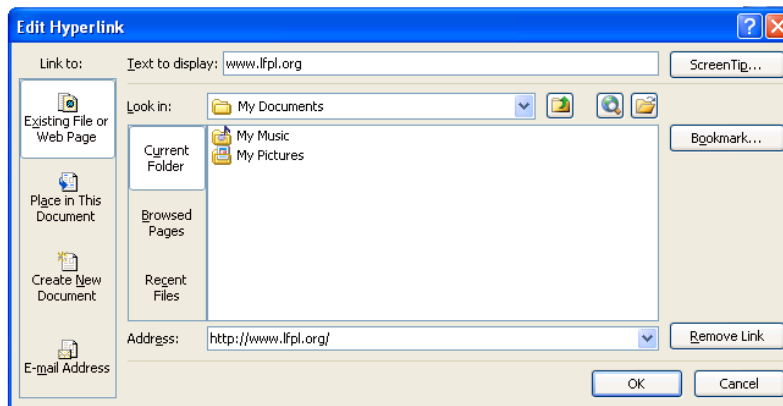 Edit Hyperlink
Link to:
Text to display: www.lfpl.org
ScreenTip...
Existing File or
Web Page
Place in This
Document
Create New
Document
E-mail Address
Look in: My Documents
Current
Folder
Browsed
Pages
Recent
Files
My Music
My Pictures
Bookmark...
Address: http://www.lfpl.org/
Remove Link
OK Cancel